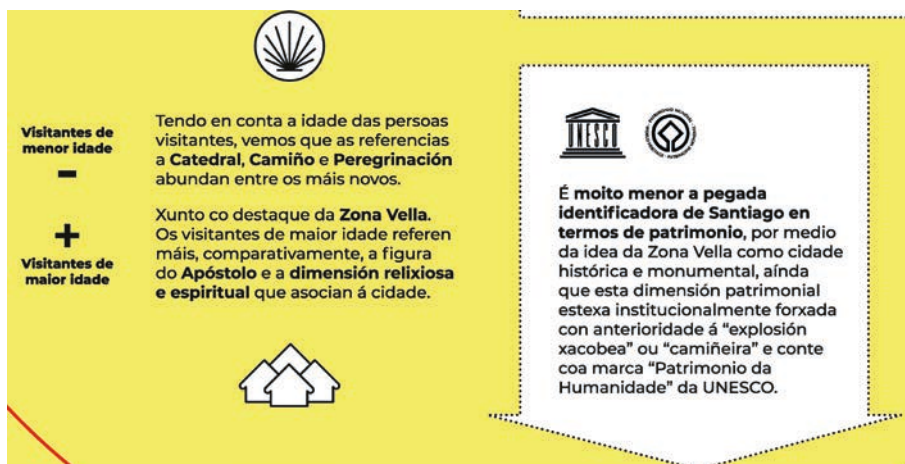 Visitantes de
menor idade
–
+
Visitantes de
maior idade
Tendo en conta a idade das persoas
visitantes, vemos que as referencias
a Catedral, Camiño e Peregrinación
abundan entre os máis novos.
Xunto co destaque da Zona Vella.
Os visitantes de maior idade referen
máis, comparativamente, a figura
do Apóstolo e a dimensión relixiosa
e espiritual que asocian á cidade.
UNESCO
É moito menor a pegada
identificadora de Santiago en
termos de patrimonio, por medio
da idea da Zona Vella como cidade
histórica e monumental, aínda
que esta dimensión patrimonial
estexa institucionalmente forxada
con anterioridade á “explosión
xacobea” ou “camiñeira” e conte
coa marca “Patrimonio da
Humanidade” da UNESCO.